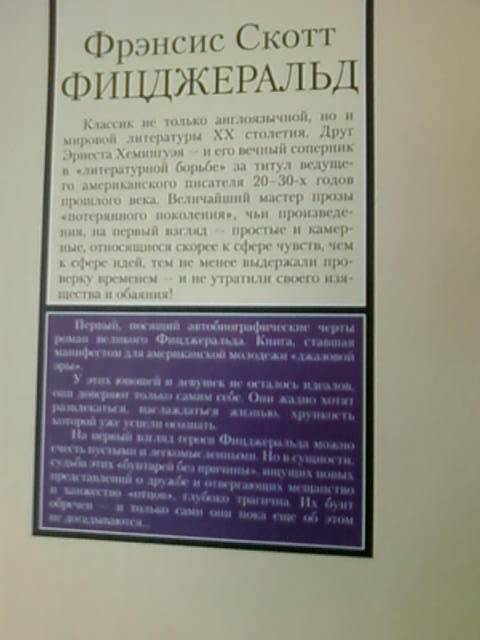 Фрэнсис Скотт
ФИЦДЖЕРАЛЬД
Классик не только англоязычной, но и
мировой литературы XX столетия. Друг
Эрнеста Хемингуэя — и его вечный соперник
в «литературной борьбе» за титул ведуще-
го американского писателя 20–30-х годов
прошлого века. Величайший мастер прозы
«потерянного поколения», чьи произведе-
ния, на первый взгляд — простые и камер-
ные, относящиеся скорее к сфере чувств, чем
к сфере идей, тем не менее выдержали про-
верку временем — и не утратили своего изя-
щества и обаяния!
Первый, носящий автобиографические черты
роман великого Фицджеральда. Книга, ставшая
манифестом для американской молодежи «джазовой
эры».
У этих юношей и девушек не осталось идеалов,
они доверяют только самим себе. Они жадно хотят
развлекаться, наслаждаться жизнью, хрупкость
которой уже успели осознать.
На первый взгляд героев Фицджеральда можно
счесть пустыми и легкомысленными. Но в сущности,
судьба этих «бунтарей без причины», ищущих новых
представлений о дружбе и отвергающих мещанство
и ханжество «отцов», глубоко трагична. Их бунт
обречен — и только сами они пока еще об этом
не догадываются...